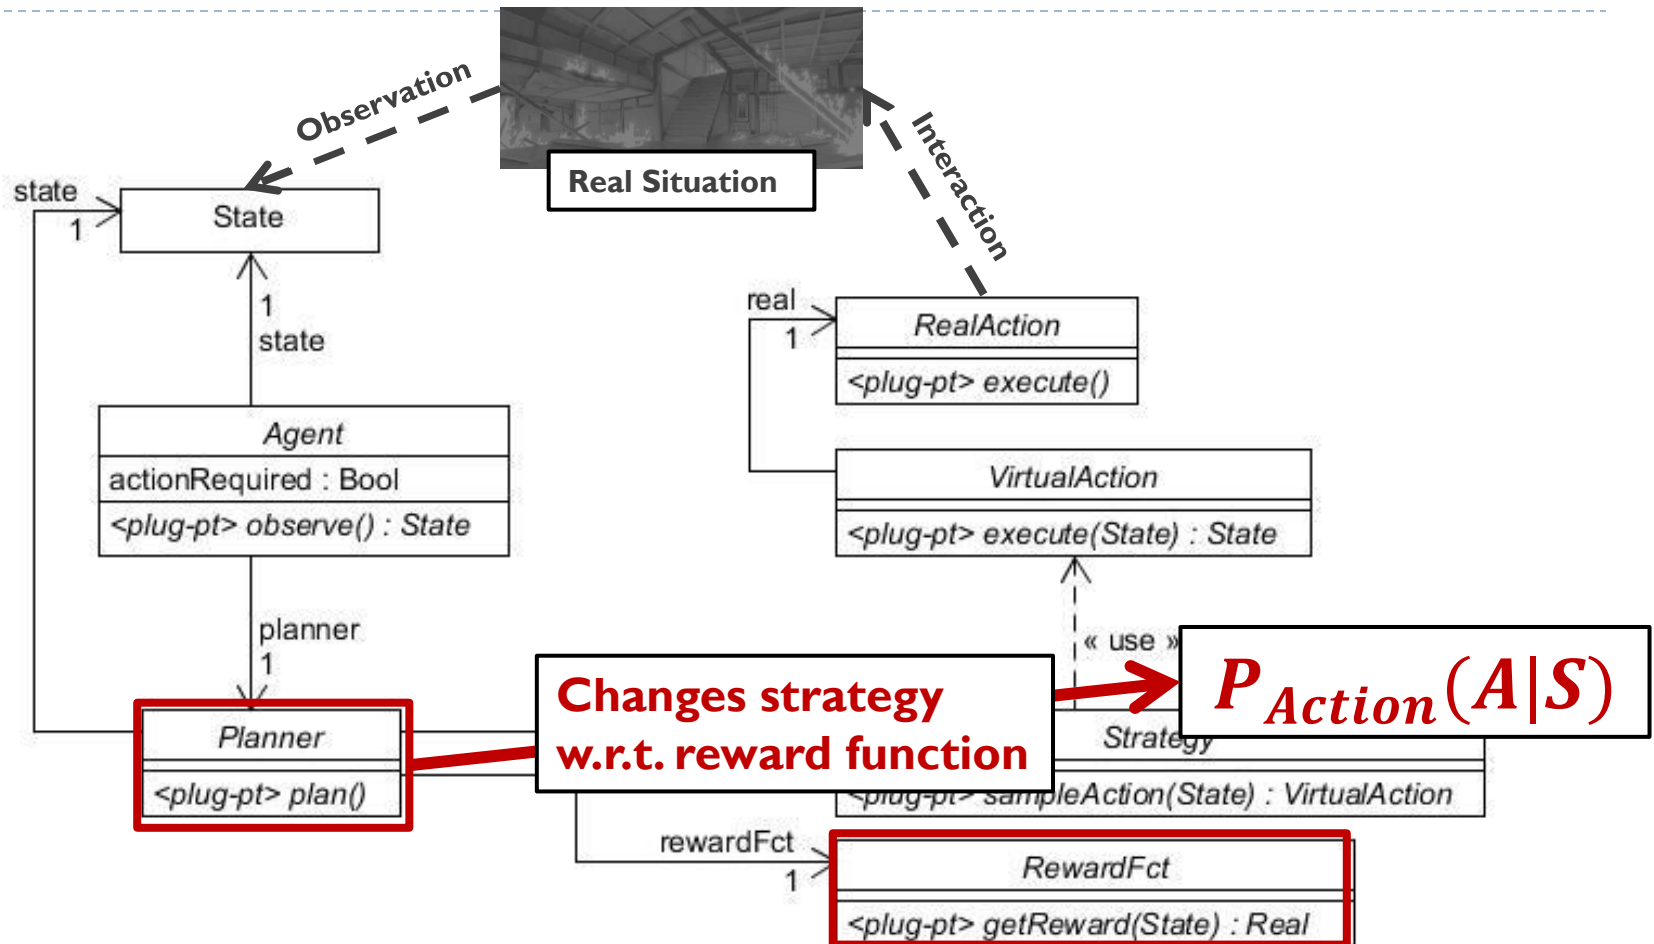 Observation
Real Situation
Interaction
state
1
State
1
state
real
1
RealAction
<plug-pt> execute()
Agent
actionRequired : Bool
<plug-pt> observe() : State
VirtualAction
<plug-pt> execute(State) : State
planner
1
« use »
Planner
<plug-pt> plan()
Changes strategy
w.r.t. reward function
P_Action(A|S)
Strategy
<plug-pt> sampleAction(State) : VirtualAction
rewardFct
1
RewardFct
<plug-pt> getReward(State) : Real